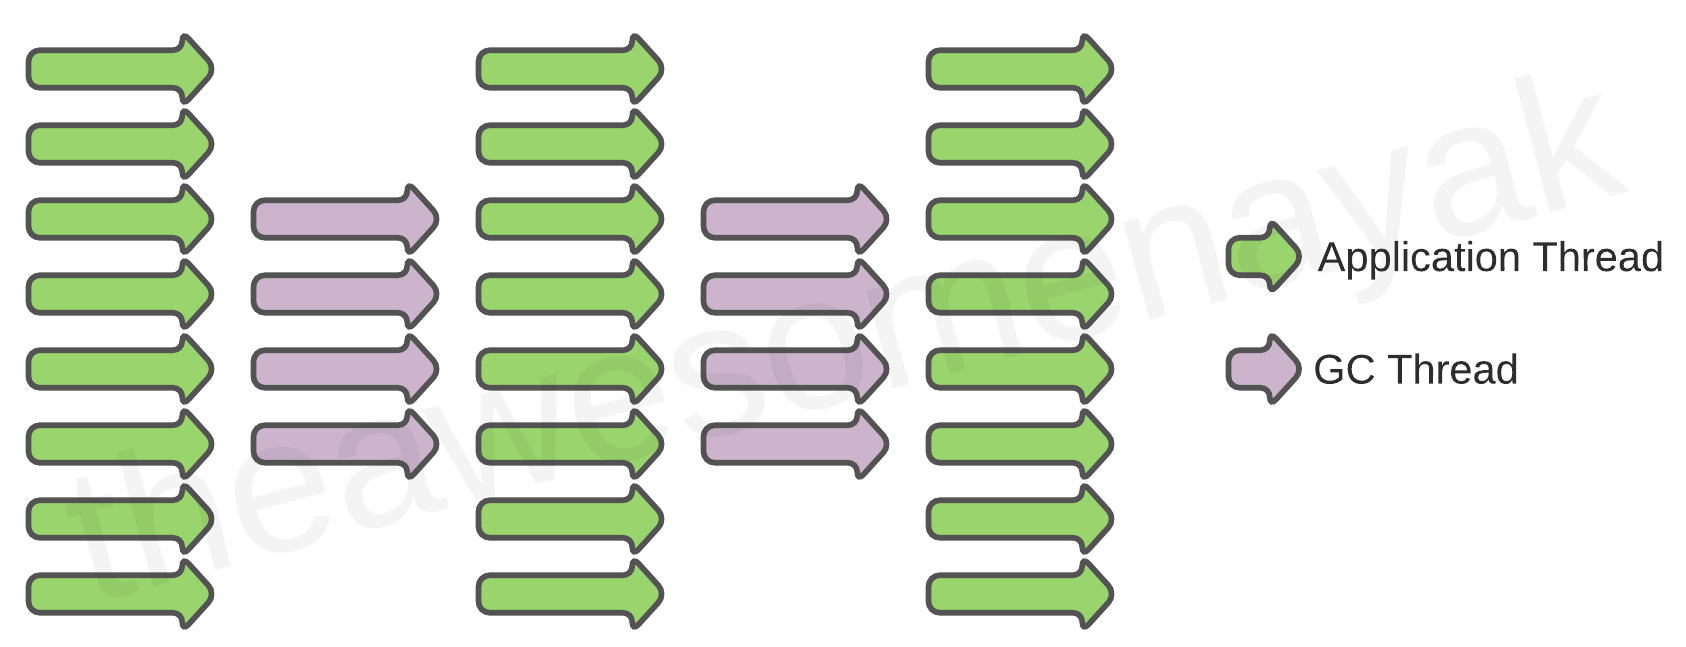 Application Thread
GC Thread
theawesomenayak